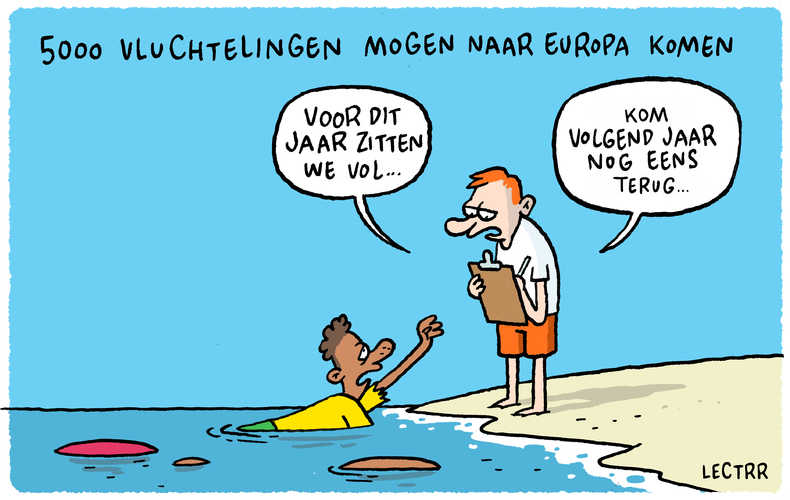 5000 VLUCHTELINGEN MOGEN NAAR EUROPA KOMEN
VOOR DIT
JAAR ZITTEN
WE VOL...
KOM
VOLGEND JAAR
NOG EENS
TERUG...
LECTRR